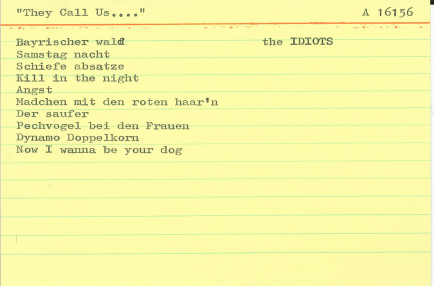 "They Call Us...." A 16156
Bayrischer wald the IDIOTS
Samstag nacht
Schiefe absatze
Kill in the night
Angst
Madchen mit den roten haar'n
Der saufer
Pechvogel bei den Frauen
Dynamo Doppelkorn
Now I wanna be your dog